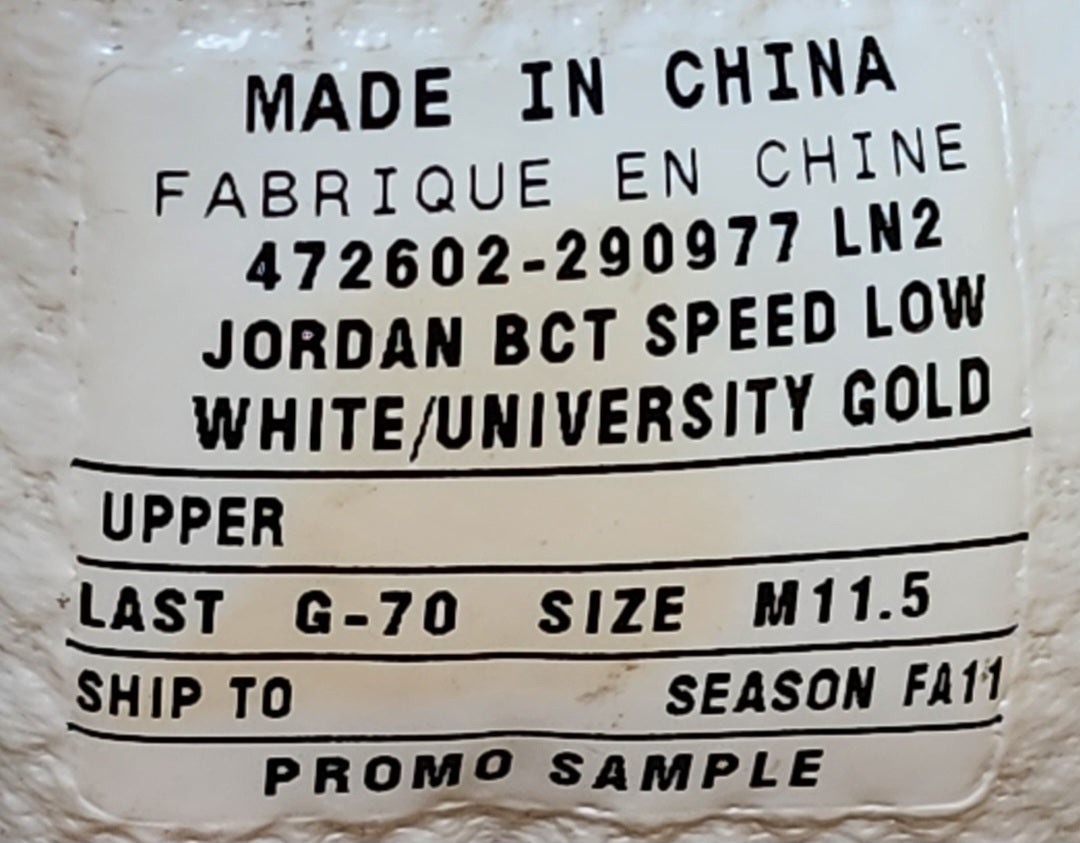 MADE IN CHINA
FABRIQUE EN CHINE
472602-290977 LN2
JORDAN BCT SPEED LOW
WHITE/UNIVERSITY GOLD
UPPER
LAST G-70 SIZE M11.5
SHIP TO SEASON FA11
PROMO SAMPLE